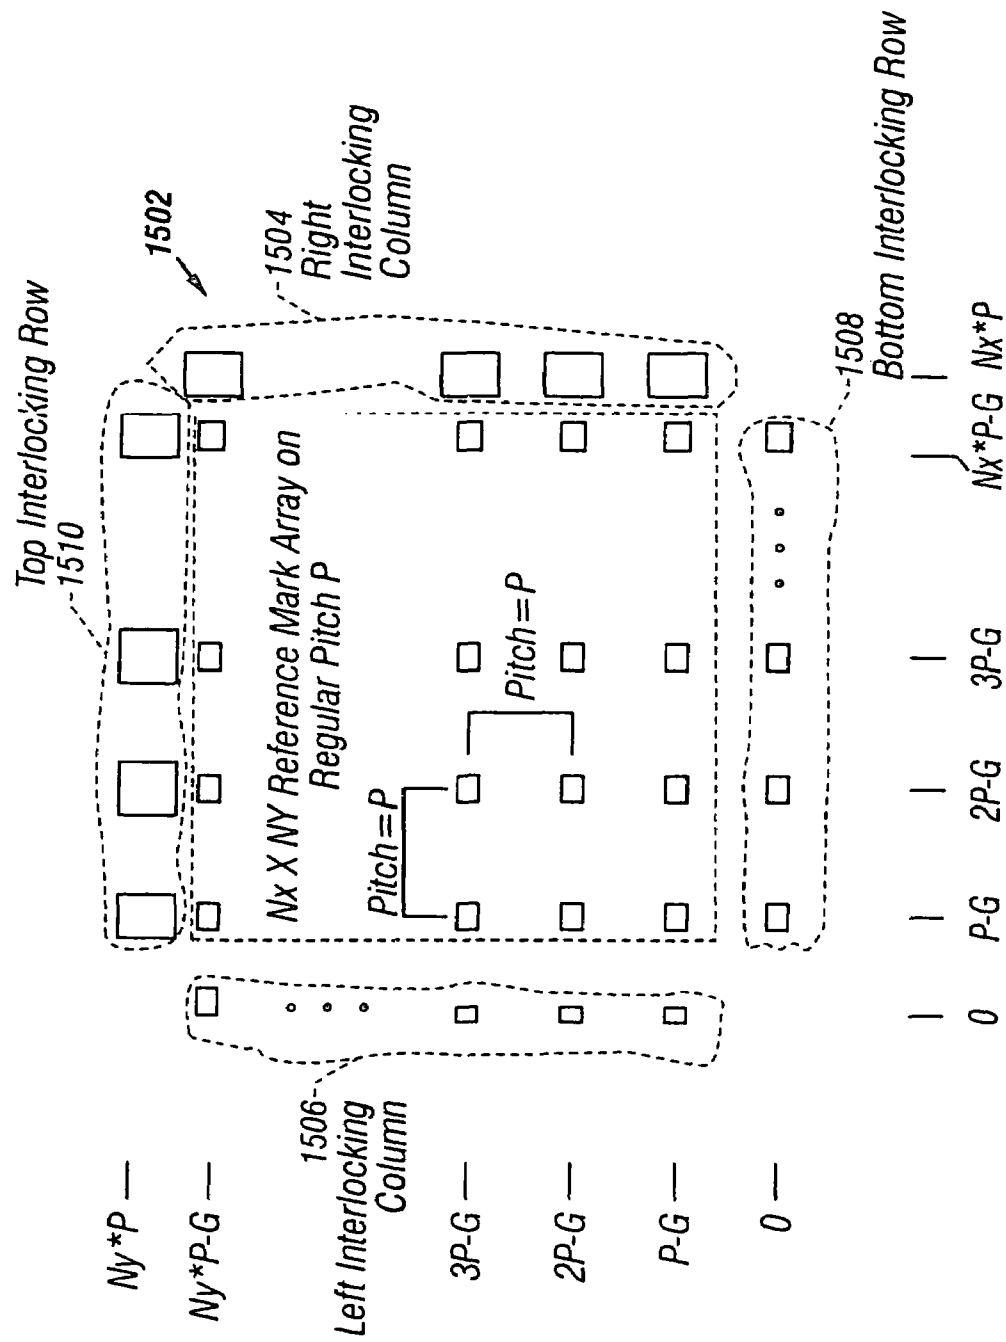 Top Interlocking Row
1510
1502
1504
Right
Interlocking
Column
Nx X NY Reference Mark Array on
Regular Pitch P
Pitch=P
Pitch=P
1506
Left Interlocking
Column
1508
Bottom Interlocking Row
Ny*P
Ny*P-G
3P-G
2P-G
P-G
0
0
P-G
2P-G
3P-G
Nx*P-G
Nx*P